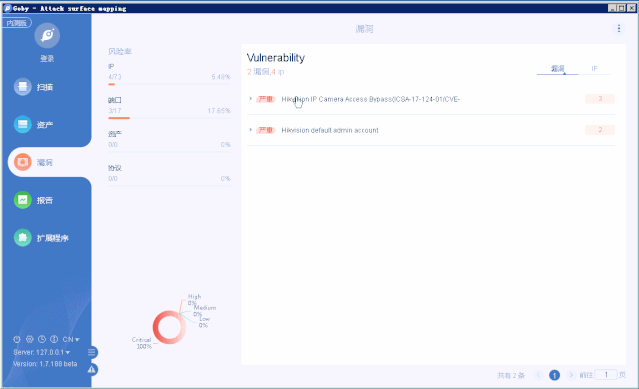 Goby - Attack surface mapping
内测版
登录
扫描
资产
漏洞
报告
扩展程序
CN
Server: 127.0.0.1
Version: 1.7.188 beta
漏洞
风险率
IP
4/73 5.48%
端口
3/17 17.65%
资产
0/0 0%
协议
0/0 0%
High
0%
Medium
0%
Low
0%
Critical
100%
Vulnerability
2 漏洞,4 ip
漏洞 IP
严重 Hikvision IP Camera Access Bypass(ICSA-17-124-01/CVE- 3
严重 Hikvision default admin account 2
共有 2 条 1 前往 1 页